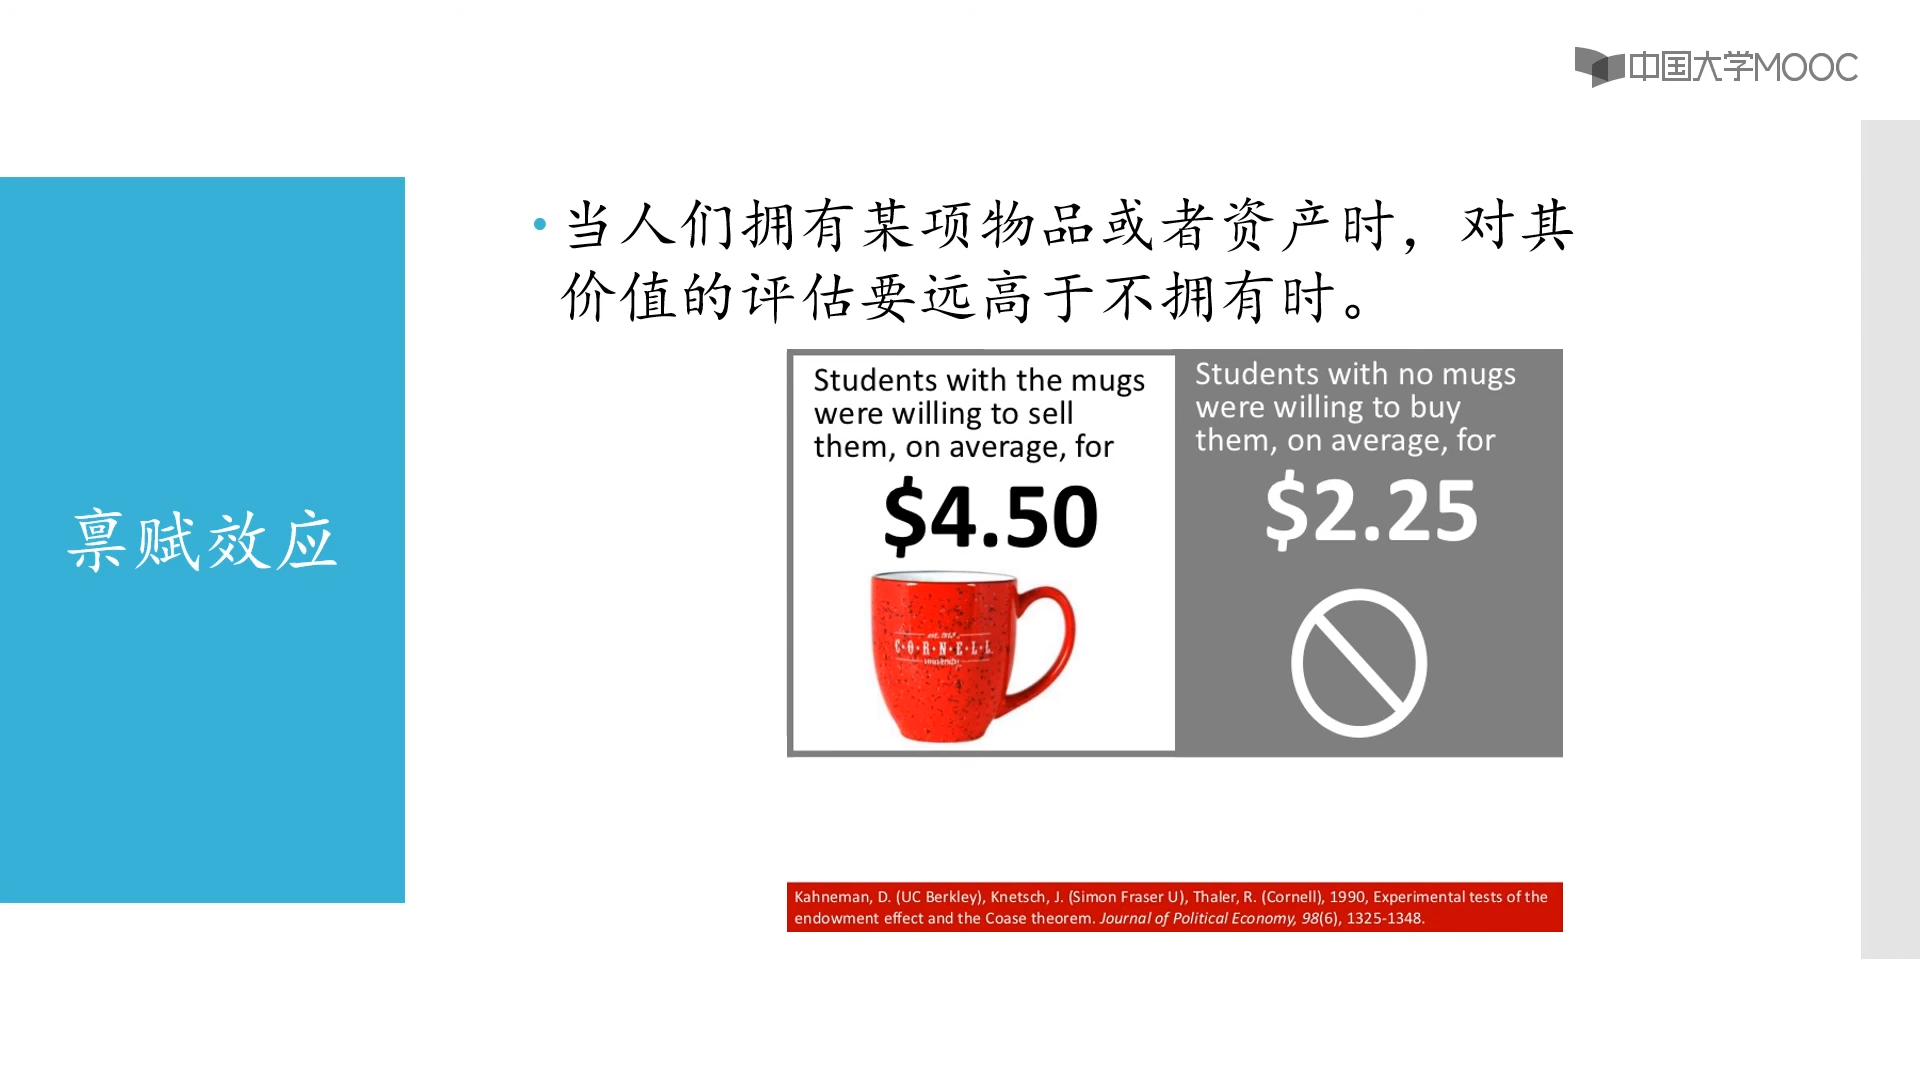 中国大学MOOC
禀赋效应
• 当人们拥有某项物品或者资产时，对其
价值的评估要远高于不拥有时。
Students with the mugs
were willing to sell
them, on average, for
$4.50
C·O·R·N·E·L·L
Students with no mugs
were willing to buy
them, on average, for
$2.25
Kahneman, D. (UC Berkley), Knetsch, J. (Simon Fraser U), Thaler, R. (Cornell), 1990, Experimental tests of the
endowment effect and the Coase theorem. Journal of Political Economy, 98(6), 1325-1348.